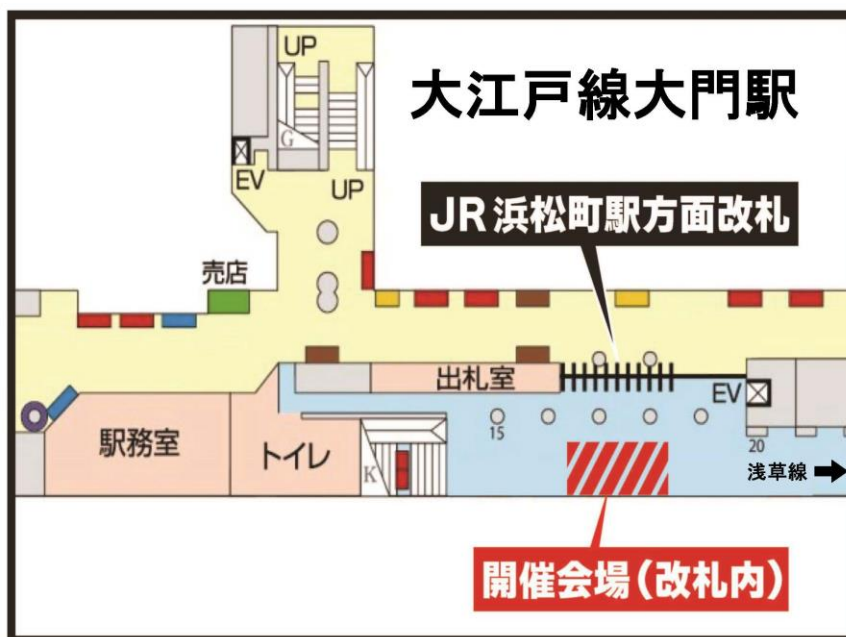 UP
大江戸線大門駅
G
EV
UP
JR浜松町駅方面改札
売店
出札室
EV
15
駅務室
トイレ
K
20
浅草線
開催会場(改札内)